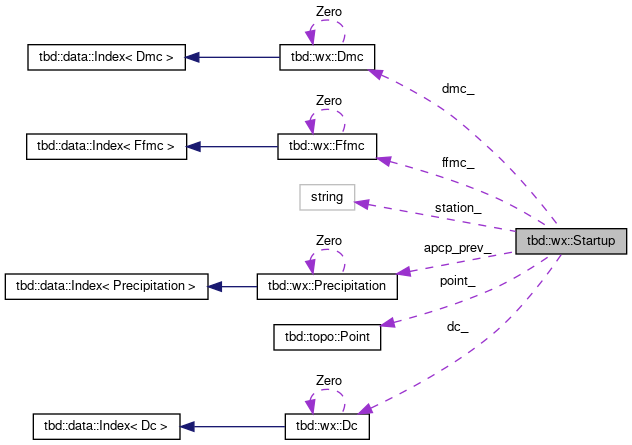 Zero
tbd::data::Index< Dmc >
tbd::wx::Dmc
dmc_
Zero
tbd::data::Index< Ffmc >
tbd::wx::Ffmc
ffmc_
string
station_
tbd::wx::Startup
Zero
apcp_prev_
tbd::data::Index< Precipitation >
tbd::wx::Precipitation
point_
tbd::topo::Point
dc_
Zero
tbd::data::Index< Dc >
tbd::wx::Dc